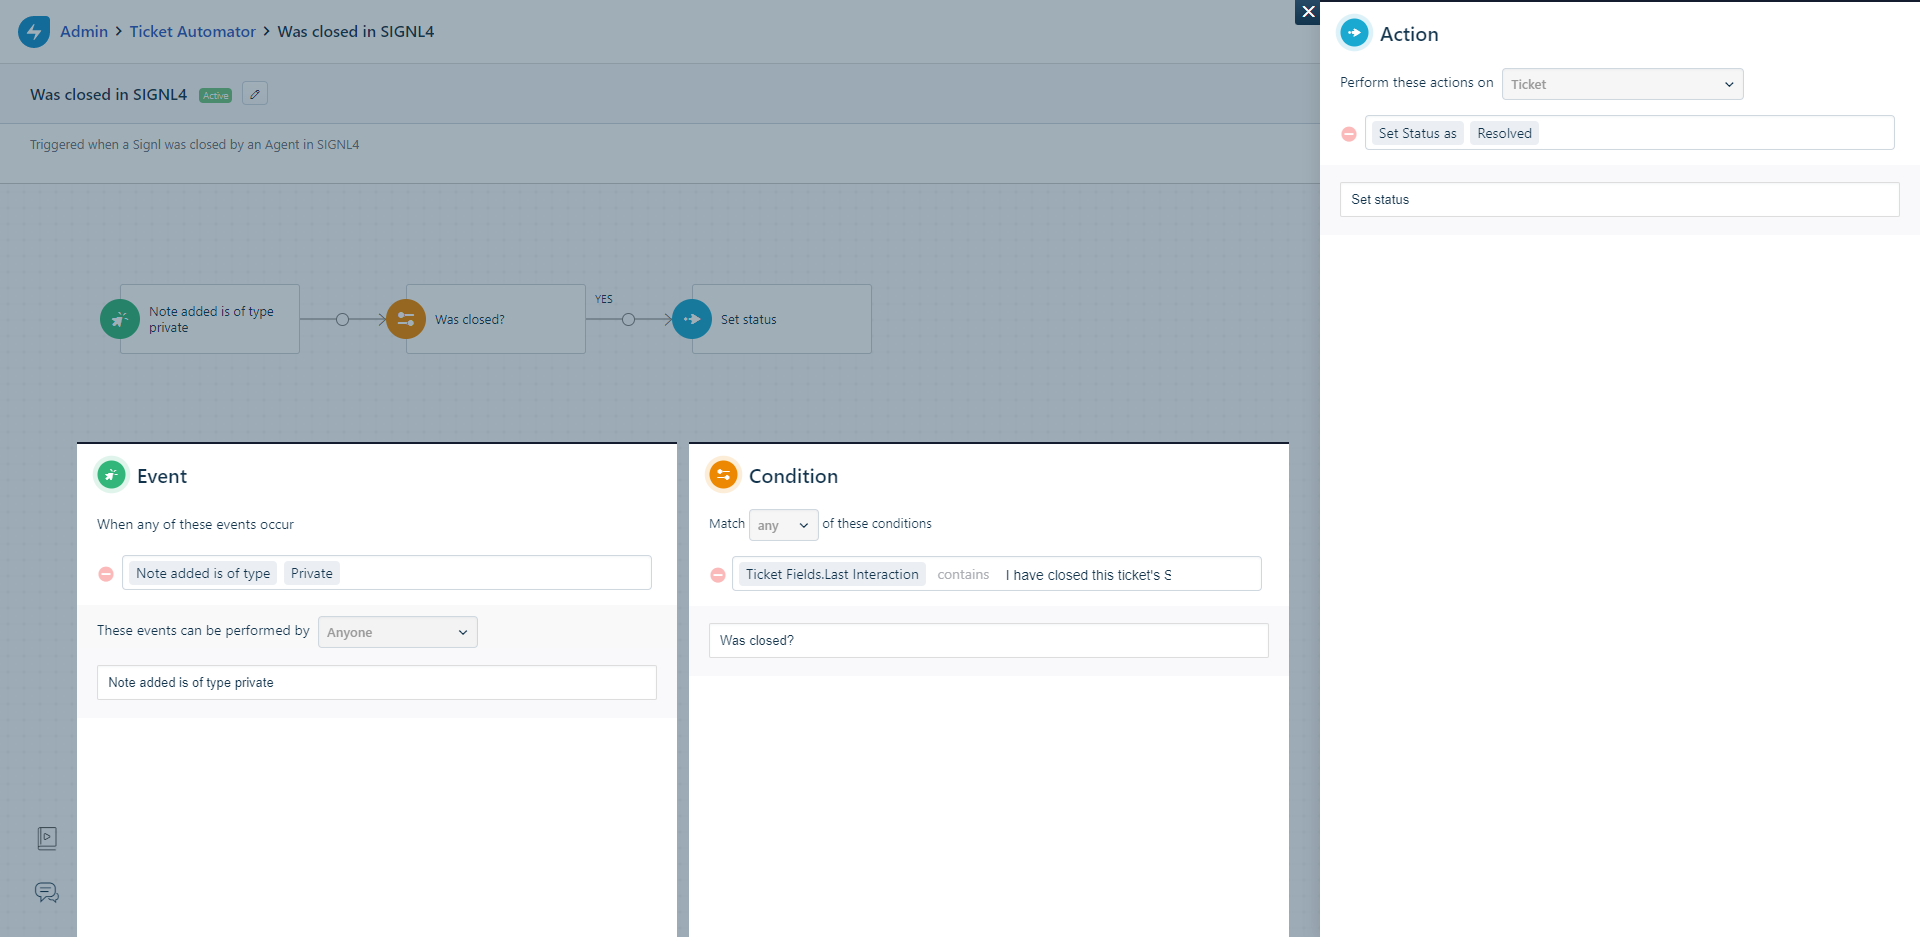 Admin > Ticket Automator > Was closed in SIGNL4
Was closed in SIGNL4 Active
Triggered when a Signl was closed by an Agent in SIGNL4
Note added is of type
private
Was closed?
YES
Set status
Event
When any of these events occur
Note added is of type Private
These events can be performed by Anyone
Note added is of type private
Condition
Match any of these conditions
Ticket Fields.Last Interaction contains I have closed this ticket's S
Was closed?
Action
Perform these actions on Ticket
Set Status as Resolved
Set status